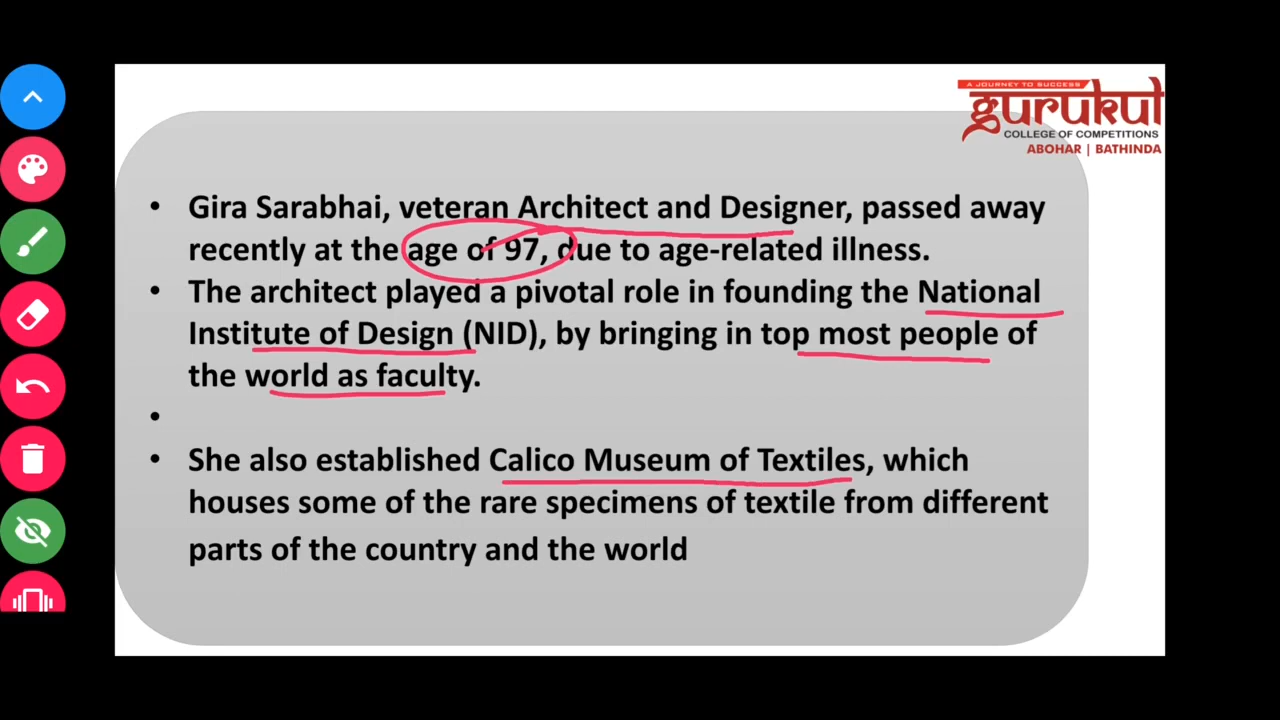 A JOURNEY TO SUCCESS
gurukul
COLLEGE OF COMPETITIONS
ABOHAR | BATHINDA
• Gira Sarabhai, veteran Architect and Designer, passed away
recently at the age of 97, due to age-related illness.
• The architect played a pivotal role in founding the National
Institute of Design (NID), by bringing in top most people of
the world as faculty.
•
• She also established Calico Museum of Textiles, which
houses some of the rare specimens of textile from different
parts of the country and the world